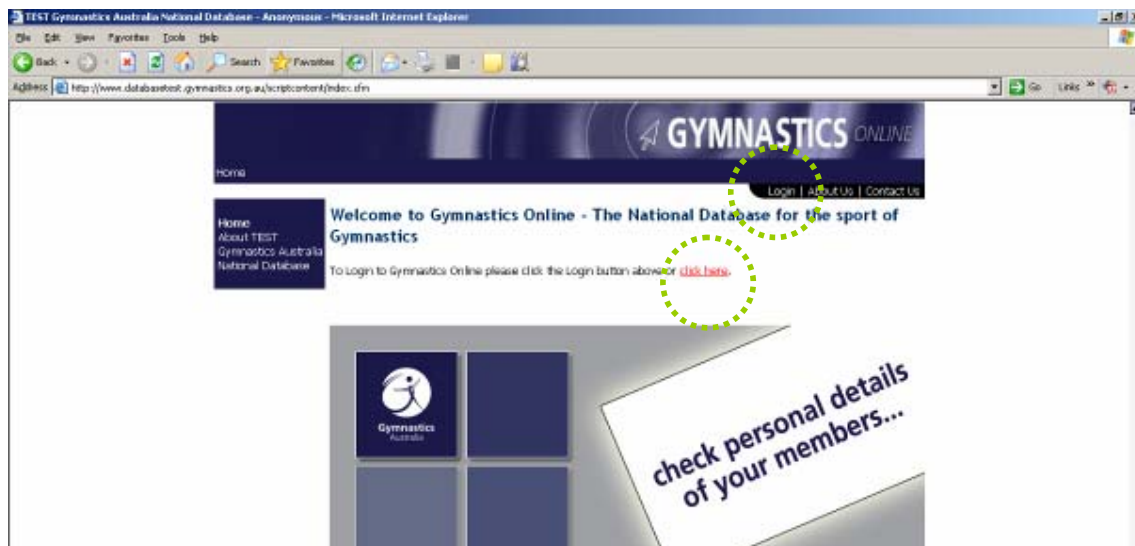 TEST Gymnastics Australia National Database - Anonymous - Microsoft Internet Explorer
File Edit View Favorites Tools Help
Back Search Favorites
Address http://www.databasetest.gymnastics.org.au/scriptcontent/index.cfm Go Links »
GYMNASTICS ONLINE
Home
Login | About Us | Contact Us
Home
About TEST
Gymnastics Australia
National Database
Welcome to Gymnastics Online - The National Database for the sport of
Gymnastics
To Login to Gymnastics Online please click the Login button above or click here.
Gymnastics
Australia
check personal details
of your members...